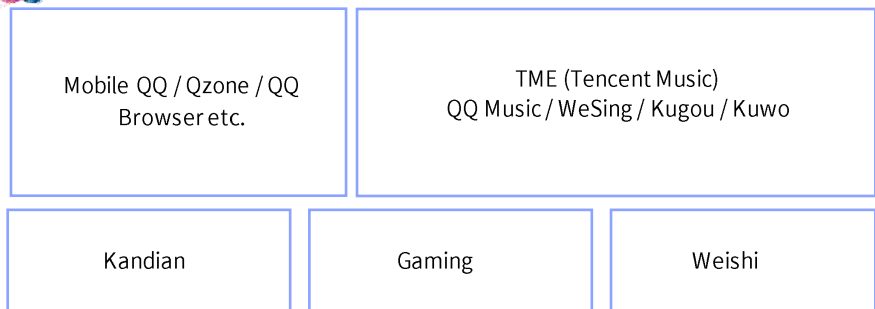 Mobile QQ / Qzone / QQ
Browser etc.
TME (Tencent Music)
QQ Music / WeSing / Kugou / Kuwo
Kandian
Gaming
Weishi